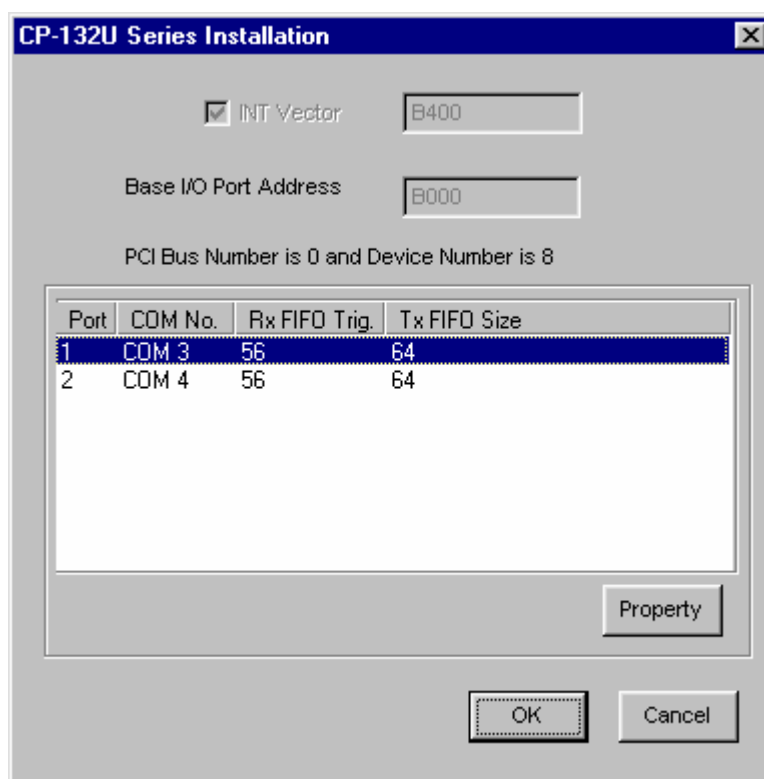 CP-132U Series Installation
INT Vector B400
Base I/O Port Address B000
PCI Bus Number is 0 and Device Number is 8
Port COM No. Rx FIFO Trig. Tx FIFO Size
1 COM 3 56 64
2 COM 4 56 64
Property
OK Cancel